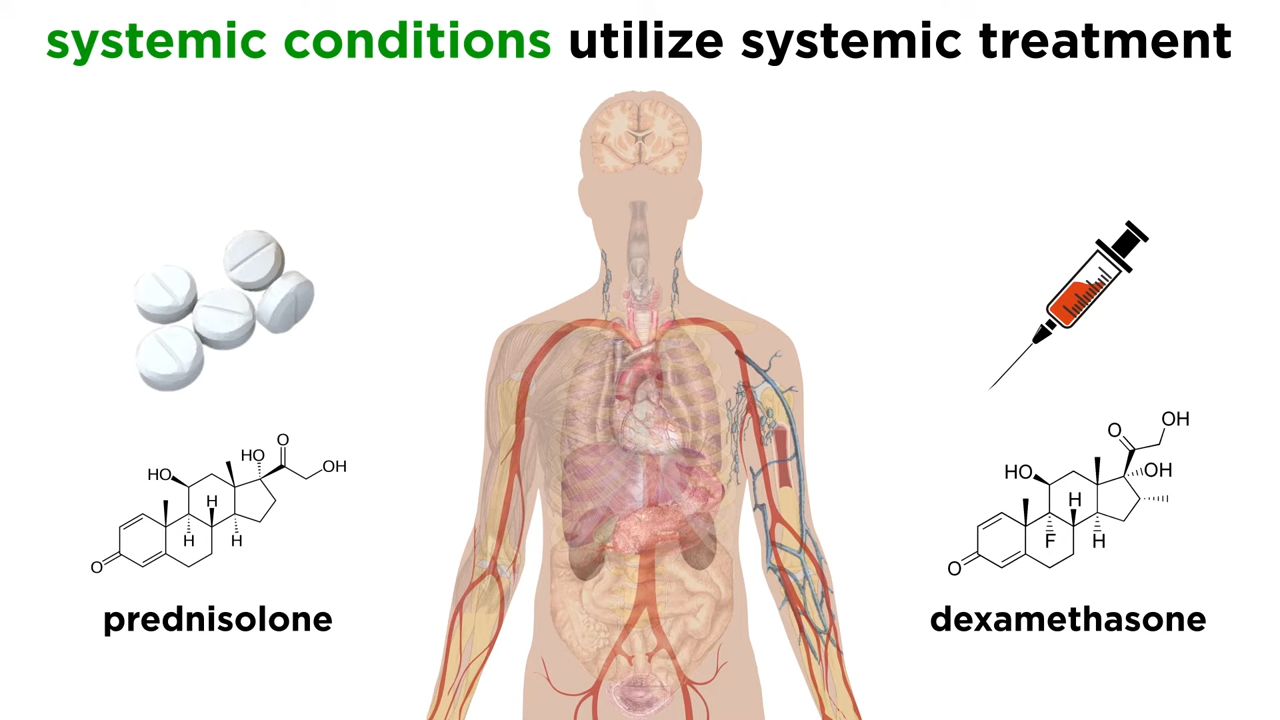 systemic conditions utilize systemic treatment
O
HO
HO
OH
H
H
H
O
prednisolone
OH
O
HO
OH
H
F
H
O
dexamethasone